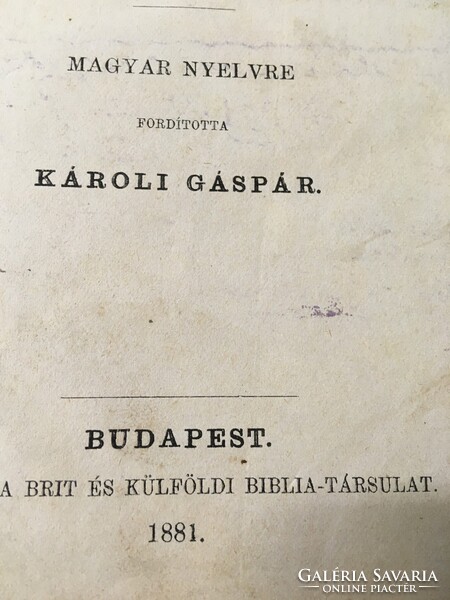 MAGYAR NYELVRE
FORDÍTOTTA
KÁROLI GÁSPÁR.
BUDAPEST.
A BRIT ÉS KÜLFÖLDI BIBLIA-TÁRSULAT.
1881.
GALÉRIA SAVARIA
ONLINE PIACTÉR